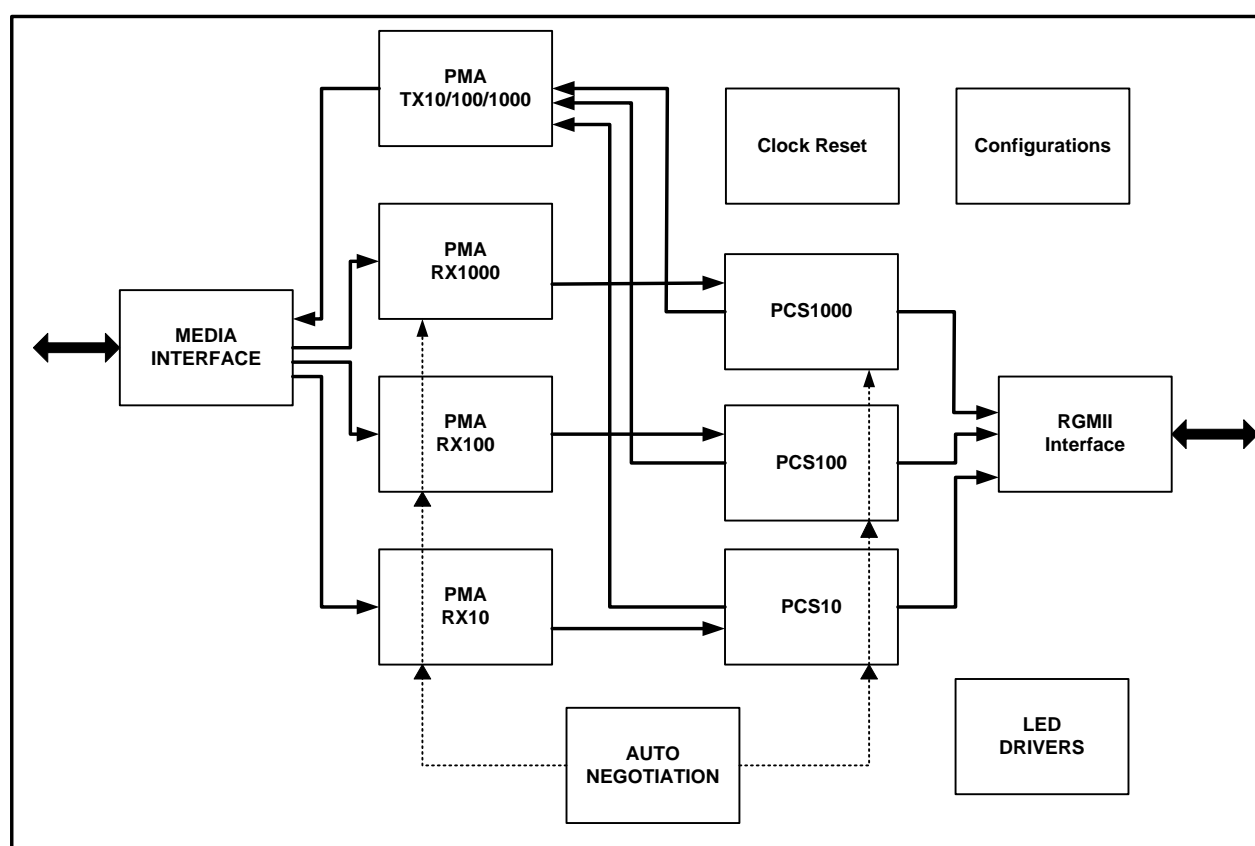 PMA
TX10/100/1000
Clock Reset
Configurations
PMA
RX1000
PCS1000
MEDIA
INTERFACE
PMA
RX100
PCS100
RGMII
Interface
PMA
RX10
PCS10
AUTO
NEGOTIATION
LED
DRIVERS